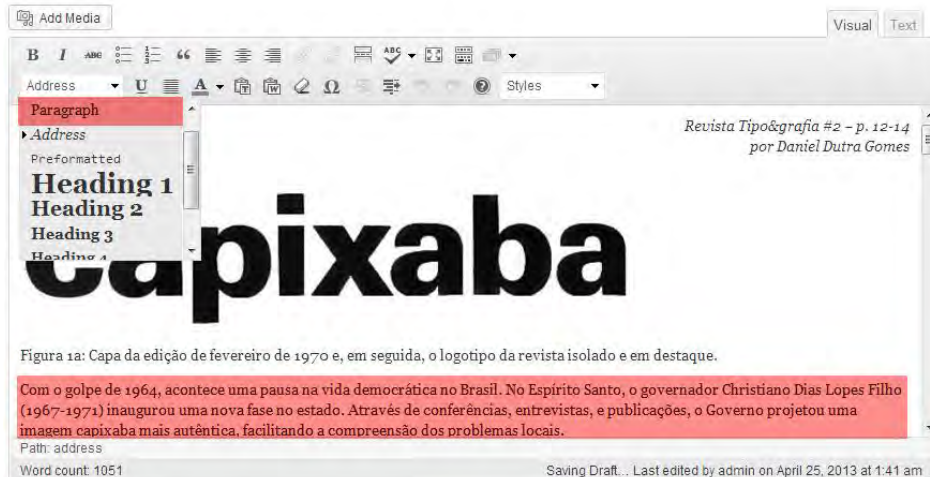 Add Media
Visual Text
B I ABC ABC
Address U A T W Ω Styles
Paragraph
Address
Preformatted
Heading 1
Heading 2
Heading 3
Heading 4
Revista Tipo&grafia #2 – p. 12-14
por Daniel Dutra Gomes
capixaba
Figura 1a: Capa da edição de fevereiro de 1970 e, em seguida, o logotipo da revista isolado e em destaque.
Com o golpe de 1964, acontece uma pausa na vida democrática no Brasil. No Espírito Santo, o governador Christiano Dias Lopes Filho
(1967-1971) inaugurou uma nova fase no estado. Através de conferências, entrevistas, e publicações, o Governo projetou uma
imagem capixaba mais autêntica, facilitando a compreensão dos problemas locais.
Path: address
Word count: 1051 Saving Draft... Last edited by admin on April 25, 2013 at 1:41 am